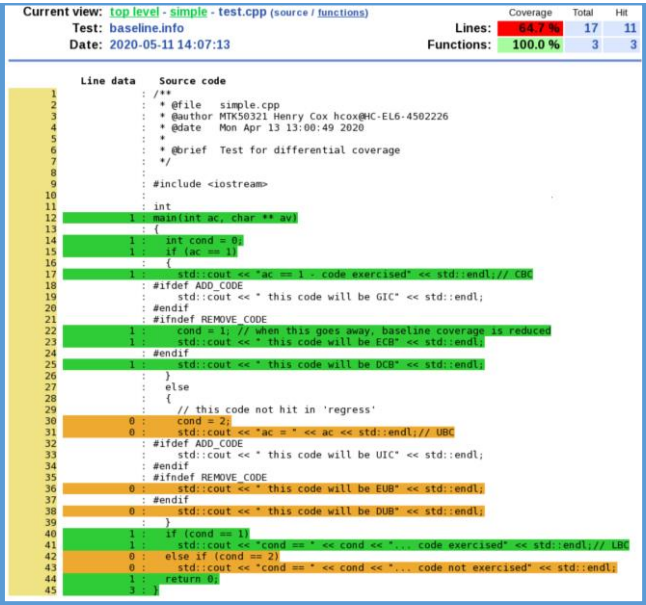 Current view: top level - simple - test.cpp (source / functions) Coverage Total Hit
Test: baseline.info Lines: 64.7 % 17 11
Date: 2020-05-11 14:07:13 Functions: 100.0 % 3 3
Line data Source code
1 : /**
2 : * @file simple.cpp
3 : * @author MTK50321 Henry Cox hcox@HC-EL6-4502226
4 : * @date Mon Apr 13 13:00:49 2020
5 : *
6 : * @brief Test for differential coverage
7 : */
8 :
9 : #include <iostream>
10 :
11 : int
12 1 : main(int ac, char ** av)
13 : {
14 1 : int cond = 0;
15 1 : if (ac == 1)
16 : {
17 1 : std::cout << "ac == 1 - code exercised" << std::endl;// CBC
18 : #ifdef ADD_CODE
19 : std::cout << " this code will be GIC" << std::endl;
20 : #endif
21 : #ifndef REMOVE_CODE
22 1 : cond = 1; // when this goes away, baseline coverage is reduced
23 1 : std::cout << " this code will be ECB" << std::endl;
24 : #endif
25 1 : std::cout << " this code will be DCB" << std::endl;
26 : }
27 : else
28 : {
29 : // this code not hit in 'regress'
30 0 : cond = 2;
31 0 : std::cout << "ac = " << ac << std::endl;// UBC
32 : #ifdef ADD_CODE
33 : std::cout << " this code will be UIC" << std::endl;
34 : #endif
35 : #ifndef REMOVE_CODE
36 0 : std::cout << " this code will be EUB" << std::endl;
37 : #endif
38 0 : std::cout << " this code will be DUB" << std::endl;
39 : }
40 1 : if (cond == 1)
41 1 : std::cout << "cond == " << cond << "... code exercised" << std::endl;// LBC
42 0 : else if (cond == 2)
43 0 : std::cout << "cond == " << cond << "... code not exercised" << std::endl;
44 1 : return 0;
45 3 : }